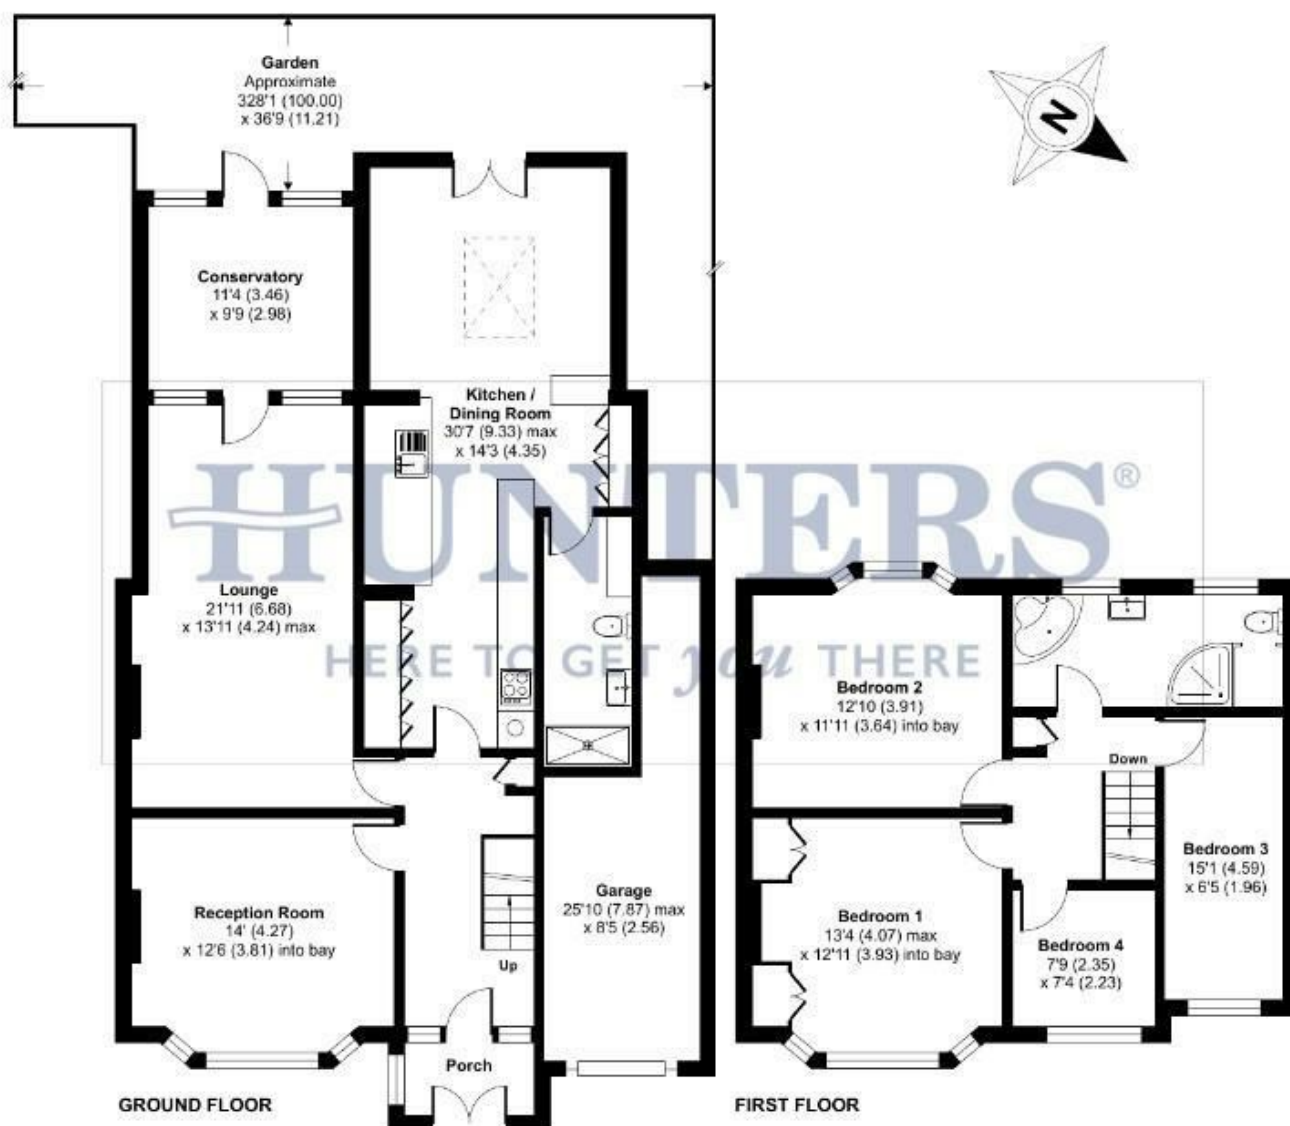 Garden
Approximate
328'1 (100.00)
x 36'9 (11.21)
N
Conservatory
11'4 (3.46)
x 9'9 (2.98)
Kitchen /
Dining Room
30'7 (9.33) max
x 14'3 (4.35)
HUNTERS®
HERE TO GET you THERE
Lounge
21'11 (6.68)
x 13'11 (4.24) max
Bedroom 2
12'10 (3.91)
x 11'11 (3.64) into bay
Down
Bedroom 3
15'1 (4.59)
x 6'5 (1.96)
Reception Room
14' (4.27)
x 12'6 (3.81) into bay
Garage
25'10 (7.87) max
x 8'5 (2.56)
Bedroom 1
13'4 (4.07) max
x 12'11 (3.93) into bay
Bedroom 4
7'9 (2.35)
x 7'4 (2.23)
Up
Porch
GROUND FLOOR
FIRST FLOOR